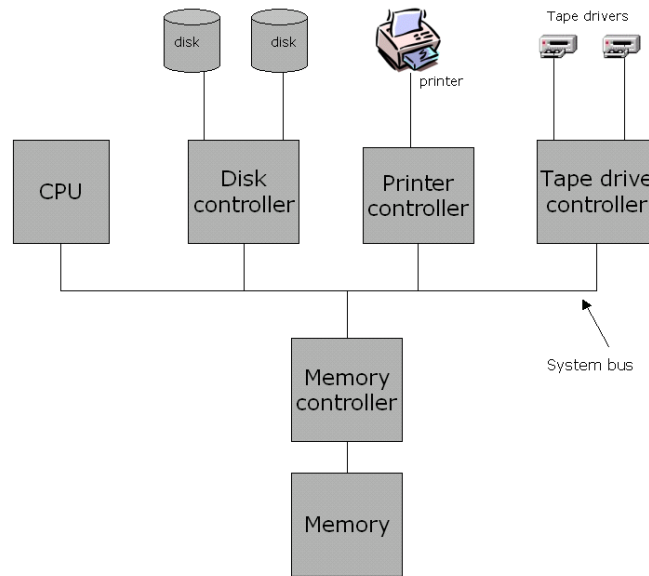 disk
disk
printer
Tape drivers
CPU
Disk
controller
Printer
controller
Tape drive
controller
System bus
Memory
controller
Memory